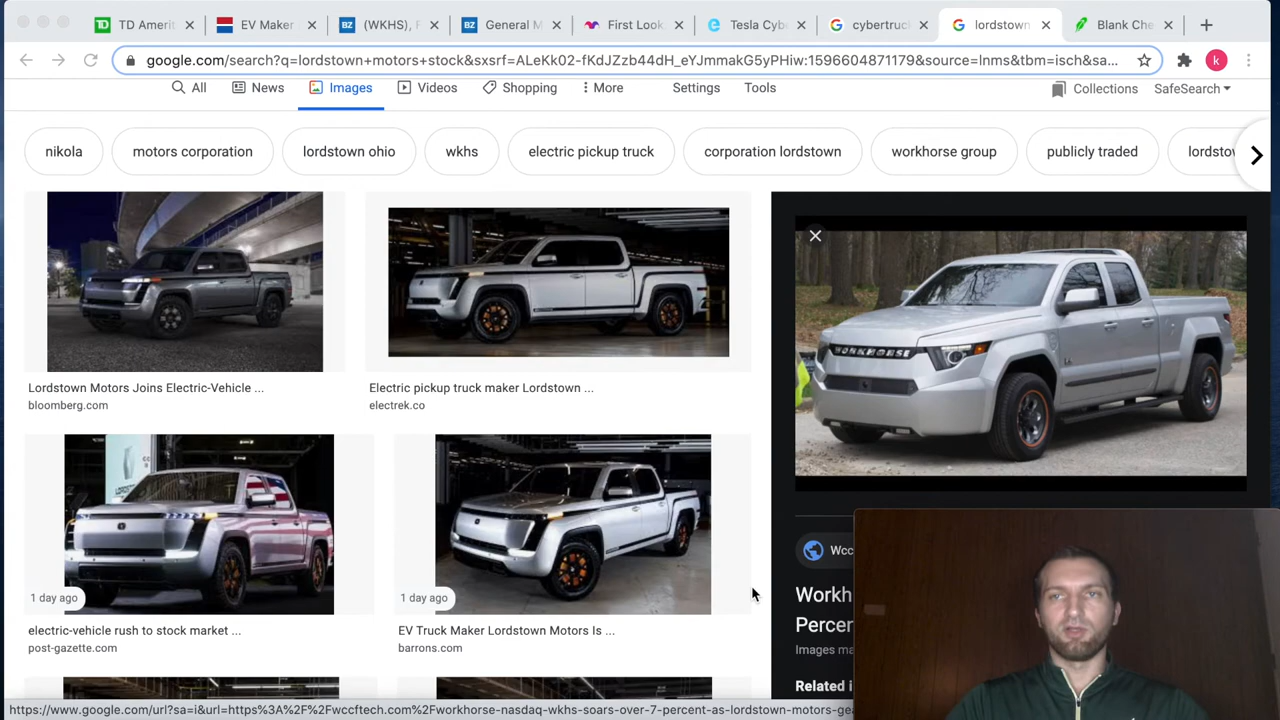 TD Amerit
EV Maker
(WKHS), F
General M
First Look,
Tesla Cybe
cybertruc
lordstown
Blank Che
google.com/search?q=lordstown+motors+stock&sxsrf=ALeKk02-fKdJZzb44dH_eYJmmakG5yPHiw:1596604871179&source=lnms&tbm=isch&sa...
k
All
News
Images
Videos
Shopping
More
Settings
Tools
Collections
SafeSearch
nikola
motors corporation
lordstown ohio
wkhs
electric pickup truck
corporation lordstown
workhorse group
publicly traded
lordstow
WORKHORSE
Lordstown Motors Joins Electric-Vehicle ...
bloomberg.com
Electric pickup truck maker Lordstown ...
electrek.co
1 day ago
1 day ago
electric-vehicle rush to stock market ...
post-gazette.com
EV Truck Maker Lordstown Motors Is ...
barrons.com
Wcc
Workh
Percen
Images ma
Related i
https://www.google.com/url?sa=i&url=https%3A%2F%2Fwccftech.com%2Fworkhorse-nasdaq-wkhs-soars-over-7-percent-as-lordstown-motors-gea